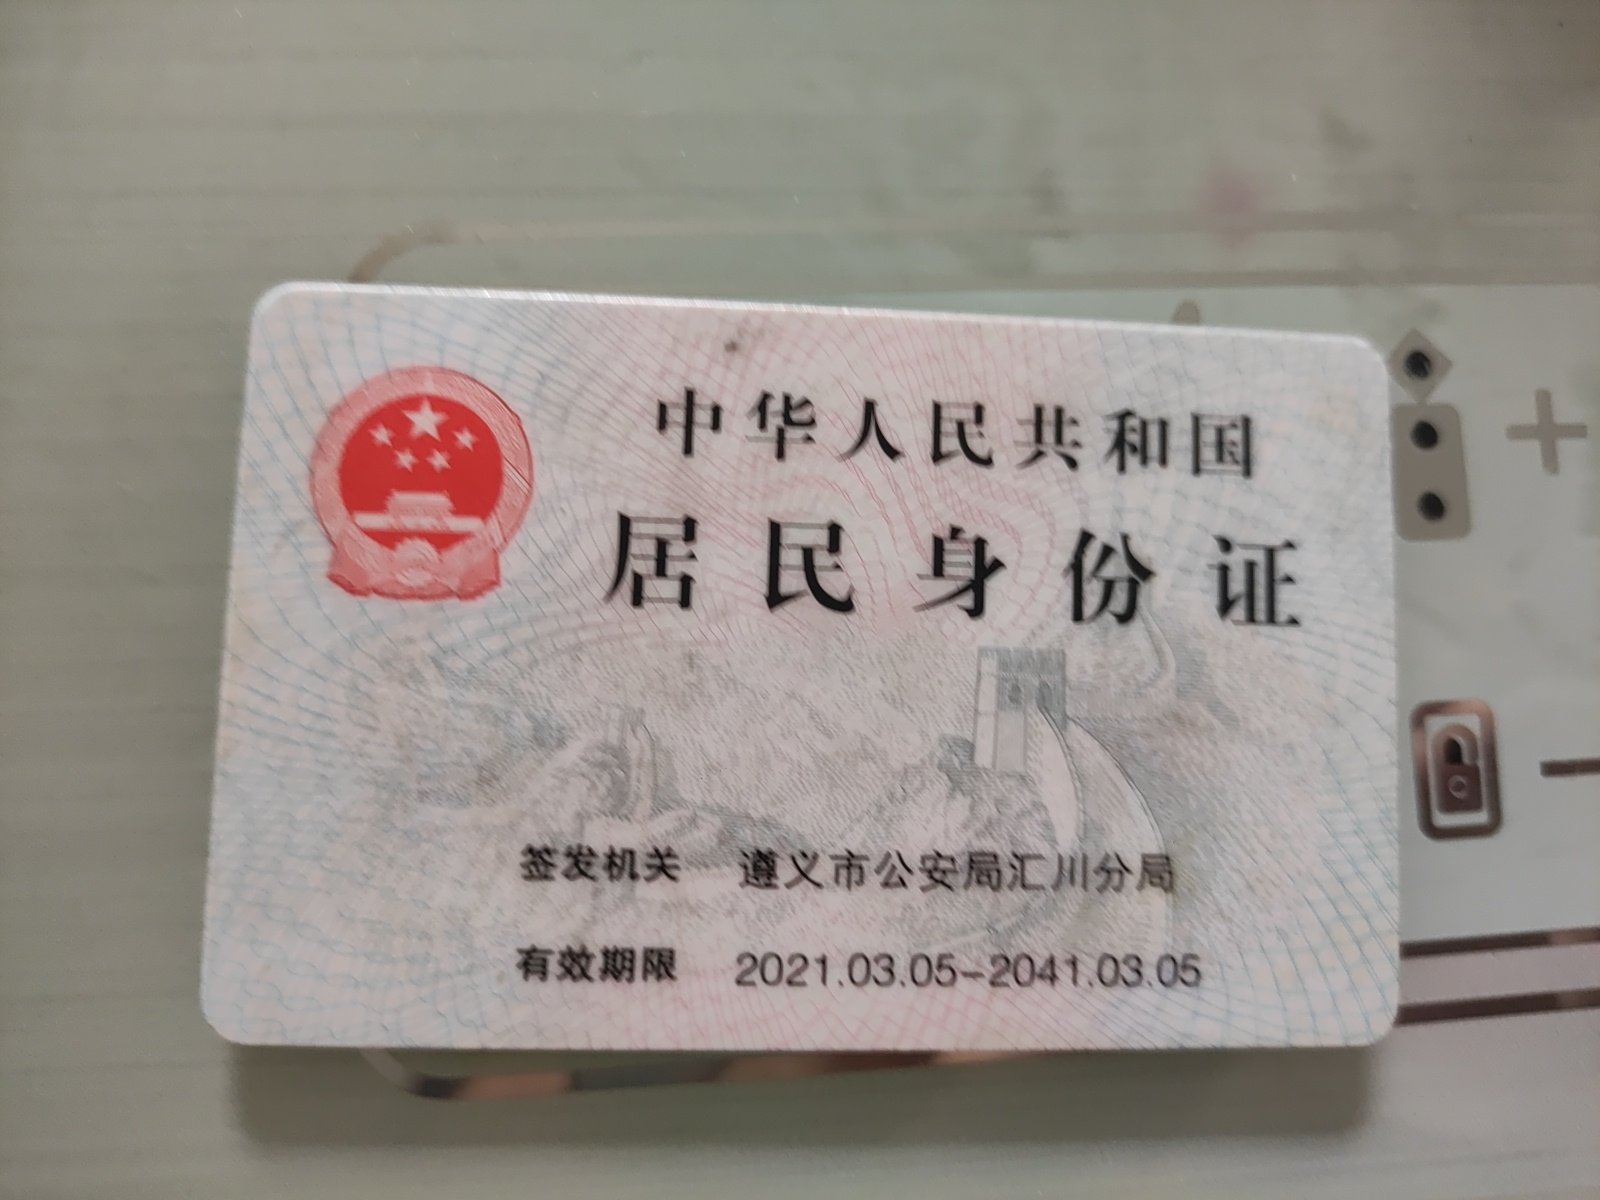 中华人民共和国
居民身份证
签发机关 遵义市公安局汇川分局
有效期限 2021.03.05-2041.03.05